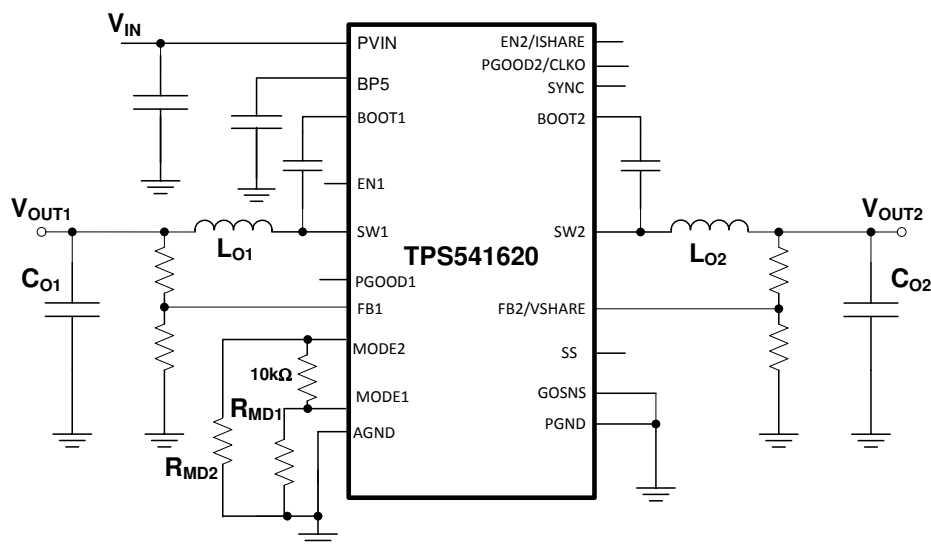 VIN
PVIN
EN2/ISHARE
PGOOD2/CLKO
BP5
SYNC
BOOT1
BOOT2
EN1
VOUT1
SW1
SW2
VOUT2
LO1
TPS541620
LO2
CO1
PGOOD1
CO2
FB1
FB2/VSHARE
MODE2
SS
10kΩ
MODE1
GOSNS
RMD1
AGND
PGND
RMD2